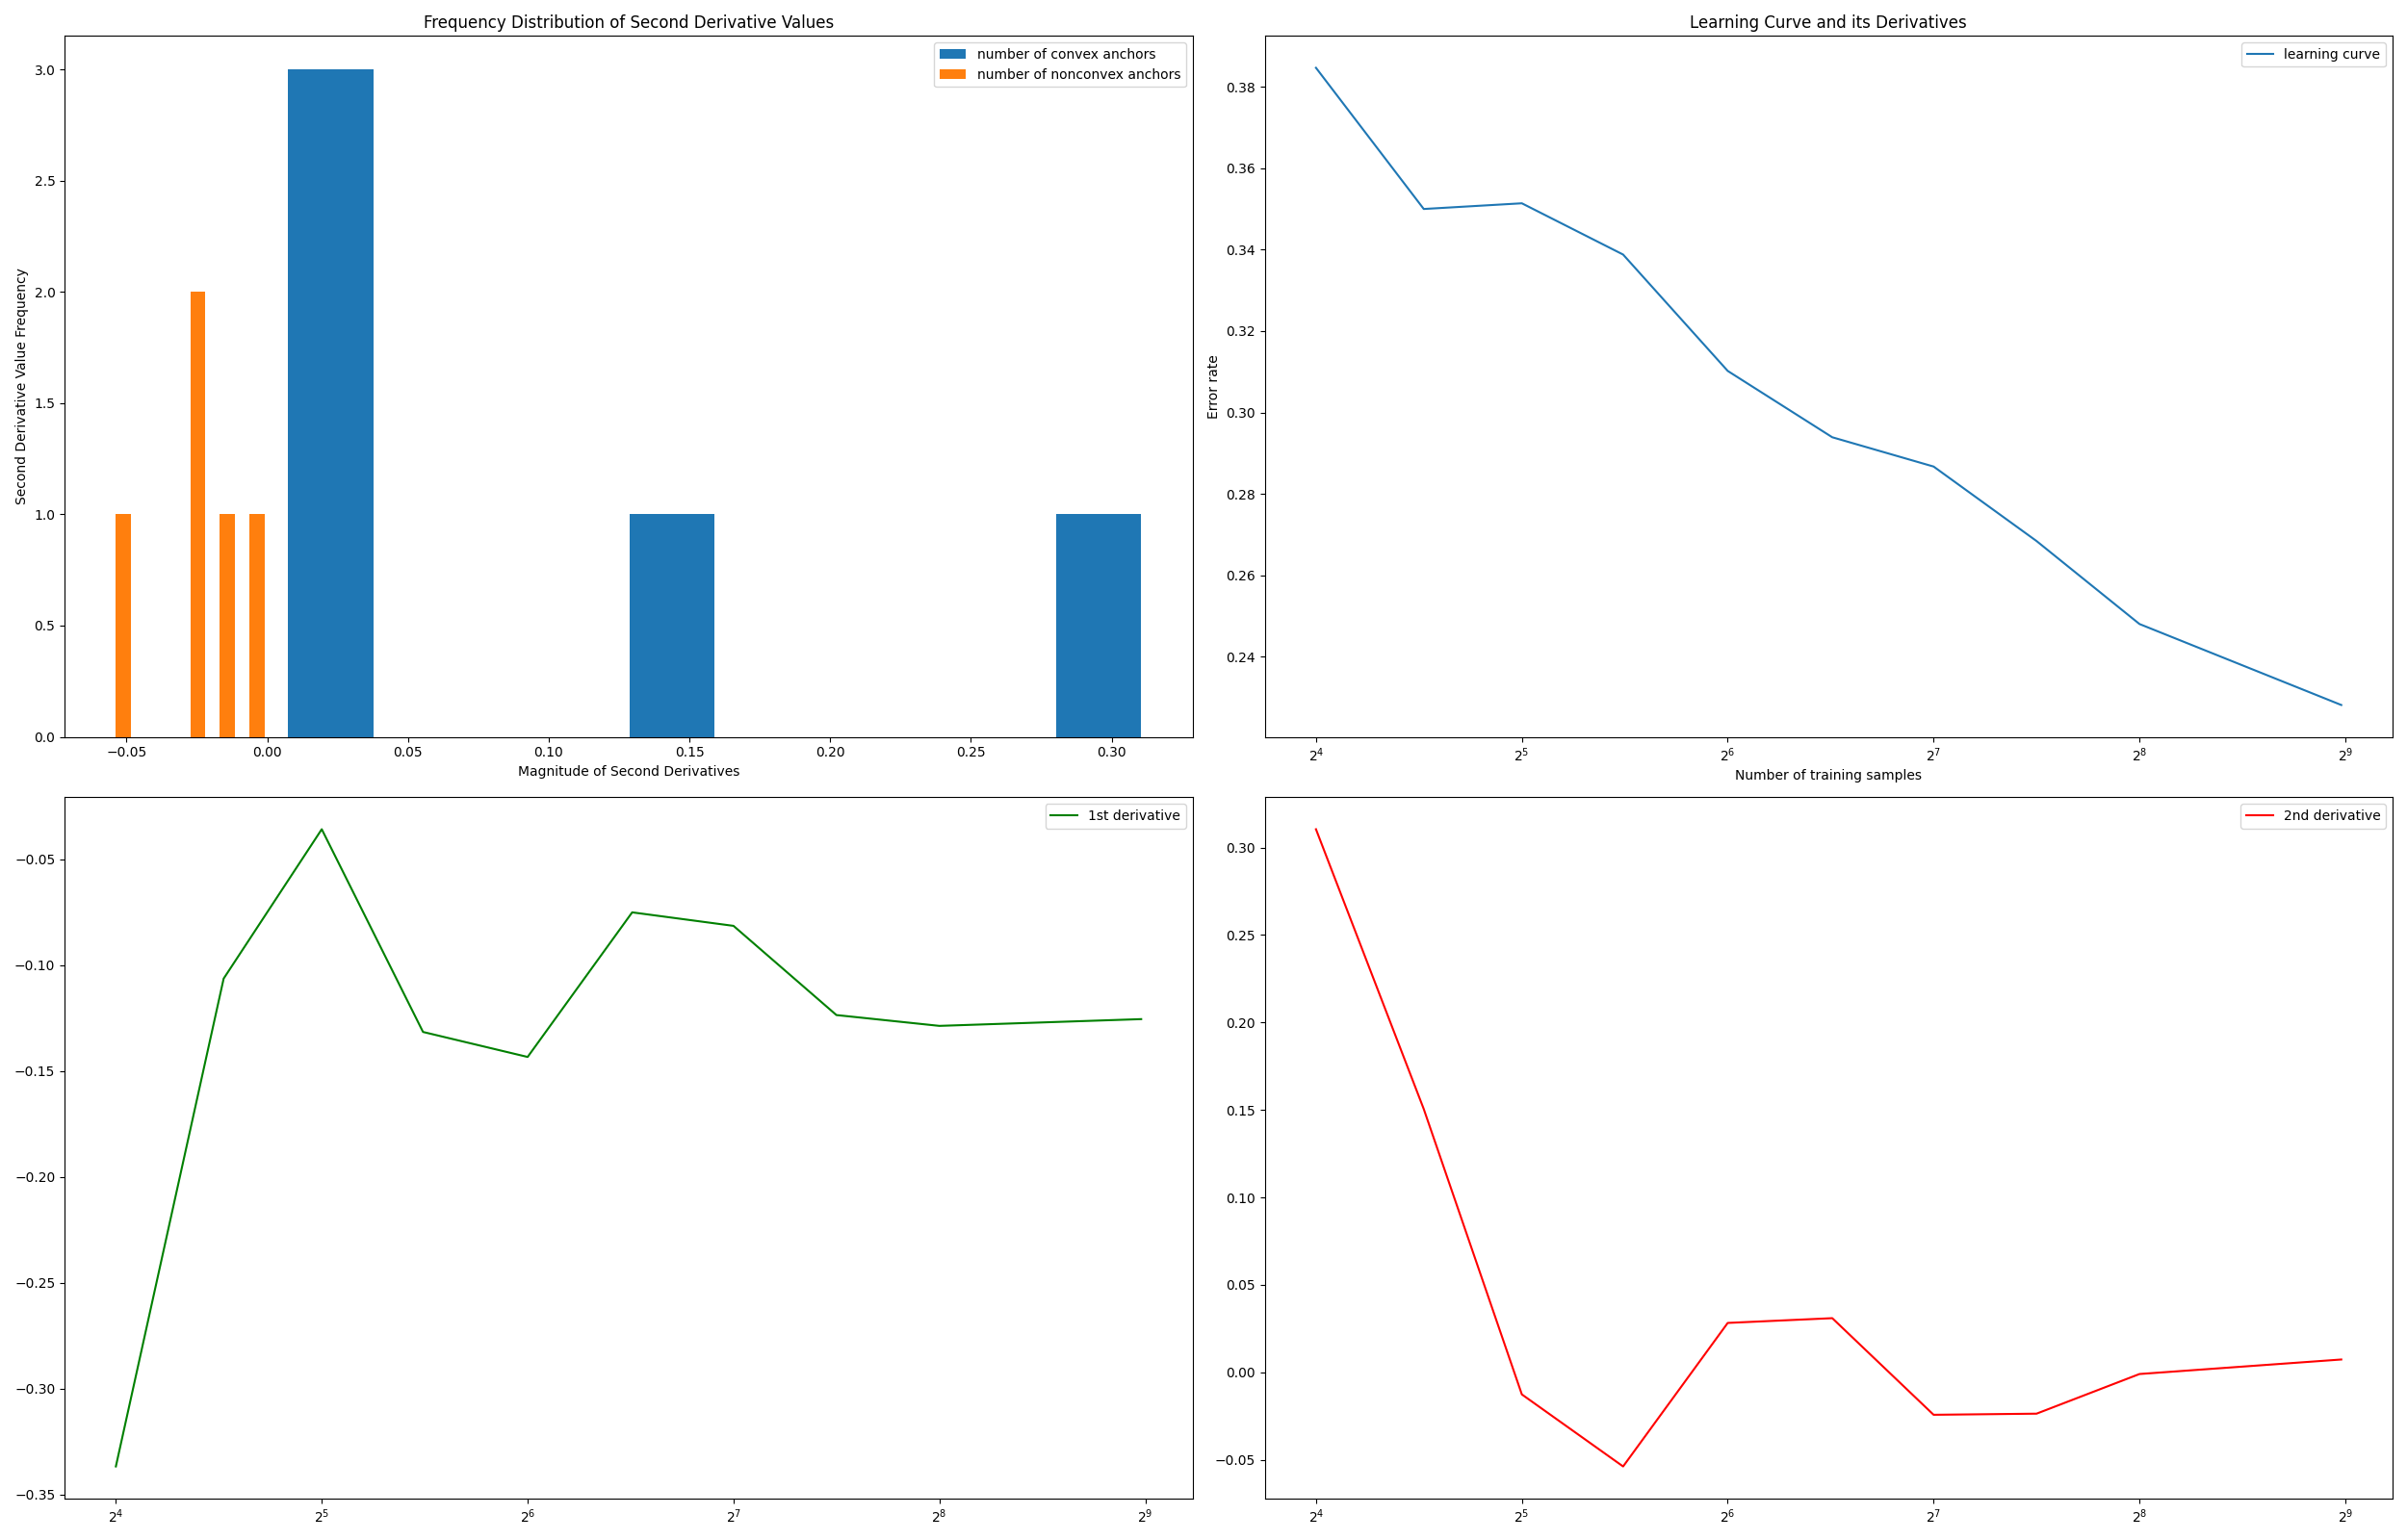 Frequency Distribution of Second Derivative Values
number of convex anchors
number of nonconvex anchors
Second Derivative Value Frequency
3.0
2.5
2.0
1.5
1.0
0.5
0.0
−0.05 0.00 0.05 0.10 0.15 0.20 0.25 0.30
Magnitude of Second Derivatives
Learning Curve and its Derivatives
learning curve
Error rate
0.38
0.36
0.34
0.32
0.30
0.28
0.26
0.24
2⁴ 2⁵ 2⁶ 2⁷ 2⁸ 2⁹
Number of training samples
1st derivative
−0.05
−0.10
−0.15
−0.20
−0.25
−0.30
−0.35
2⁴ 2⁵ 2⁶ 2⁷ 2⁸ 2⁹
2nd derivative
0.30
0.25
0.20
0.15
0.10
0.05
0.00
−0.05
2⁴ 2⁵ 2⁶ 2⁷ 2⁸ 2⁹